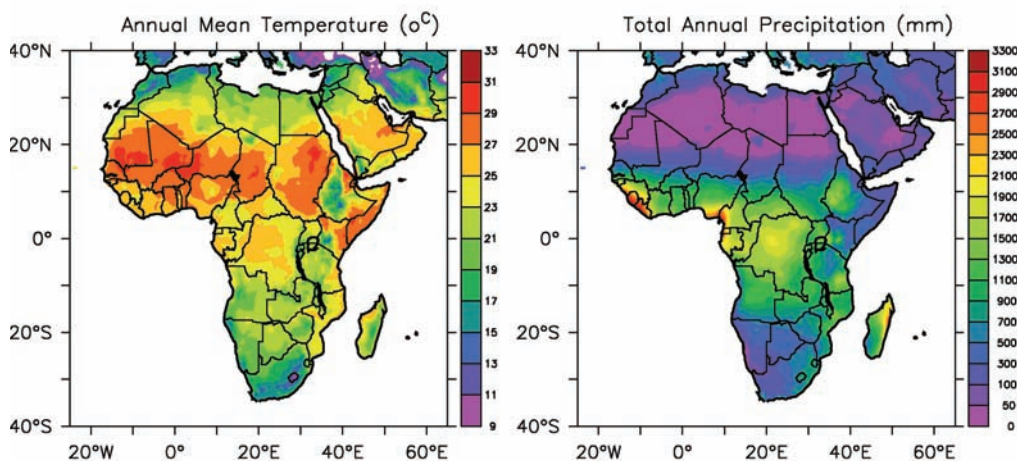 Annual Mean Temperature (oC)
40°N
20°N
0°
20°S
40°S
20°W
0°
20°E
40°E
60°E
33
31
29
27
25
23
21
19
17
15
13
11
9
Total Annual Precipitation (mm)
40°N
20°N
0°
20°S
40°S
20°W
0°
20°E
40°E
60°E
3300
3100
2900
2700
2500
2300
2100
1900
1700
1500
1300
1100
900
700
500
300
100
50
0